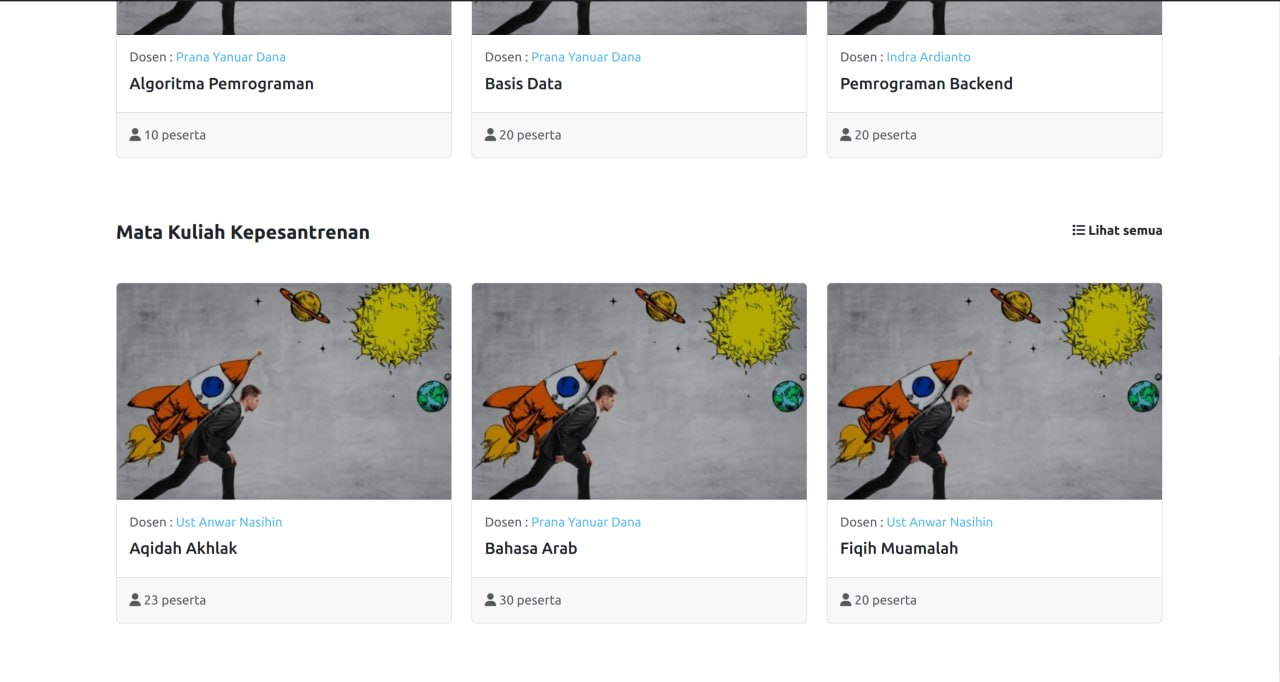 Dosen : Prana Yanuar Dana
Algoritma Pemrograman
10 peserta
Dosen : Prana Yanuar Dana
Basis Data
20 peserta
Dosen : Indra Ardianto
Pemrograman Backend
20 peserta
Mata Kuliah Kepesantrenan
Lihat semua
Dosen : Ust Anwar Nasihin
Aqidah Akhlak
23 peserta
Dosen : Prana Yanuar Dana
Bahasa Arab
30 peserta
Dosen : Ust Anwar Nasihin
Fiqih Muamalah
20 peserta